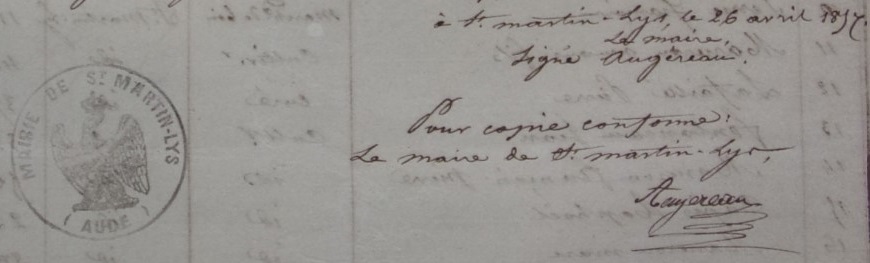 à St. martin-Lys, le 26 avril 1857.
Le maire,
Signé Augereau.
Pour copie conforme:
Le maire de St. martin-Lys,
Augereau
MAIRIE DE ST MARTIN-LYS
(AUDE)